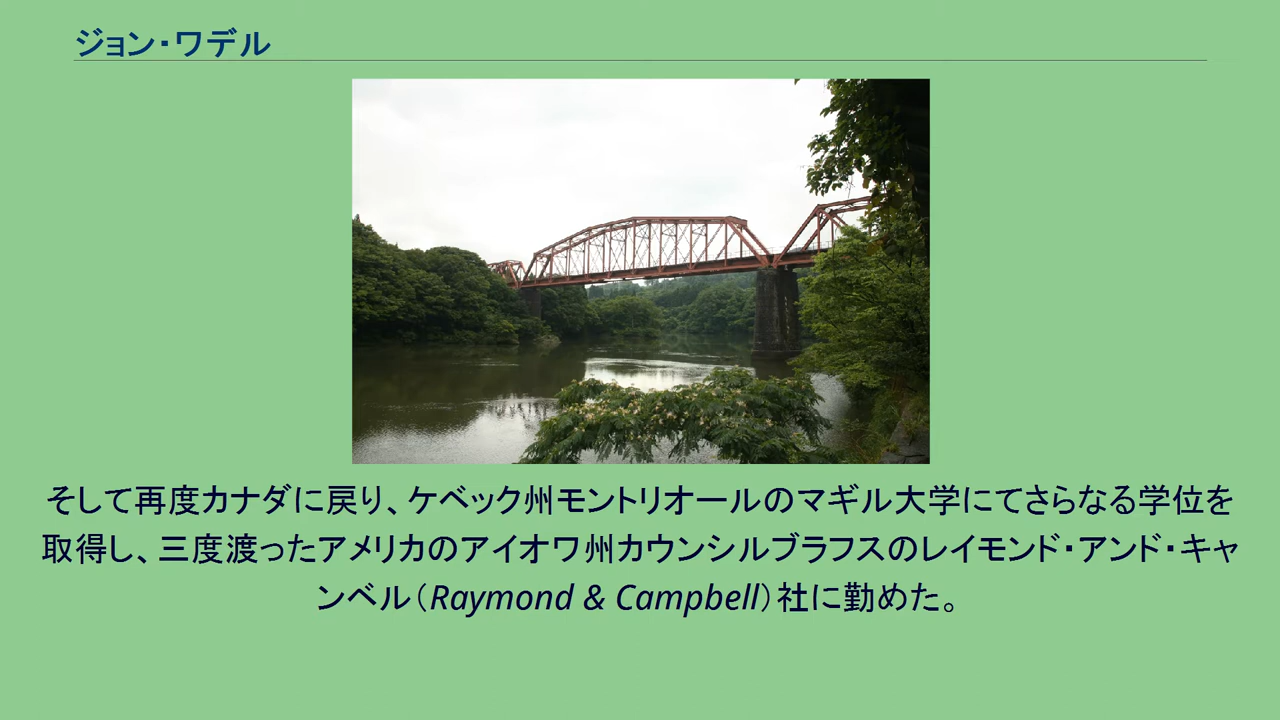 ジョン・ワデル
そして再度カナダに戻り、ケベック州モントリオールのマギル大学にてさらなる学位を
取得し、三度渡ったアメリカのアイオワ州カウンシルブラフスのレイモンド・アンド・キャ
ンベル（Raymond & Campbell）社に勤めた。